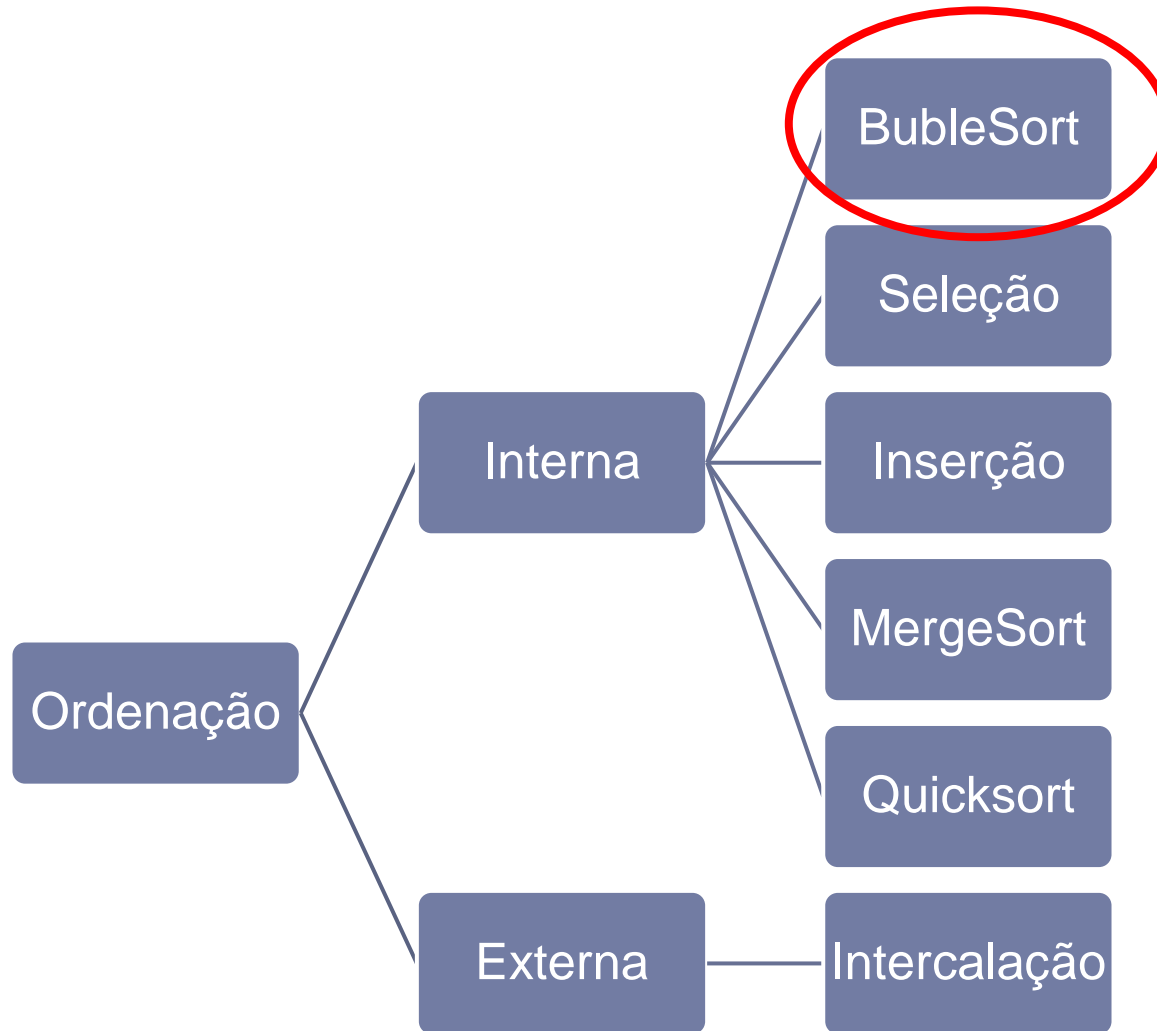 BubleSort
Seleção
Interna
Inserção
MergeSort
Ordenação
Quicksort
Externa
Intercalação